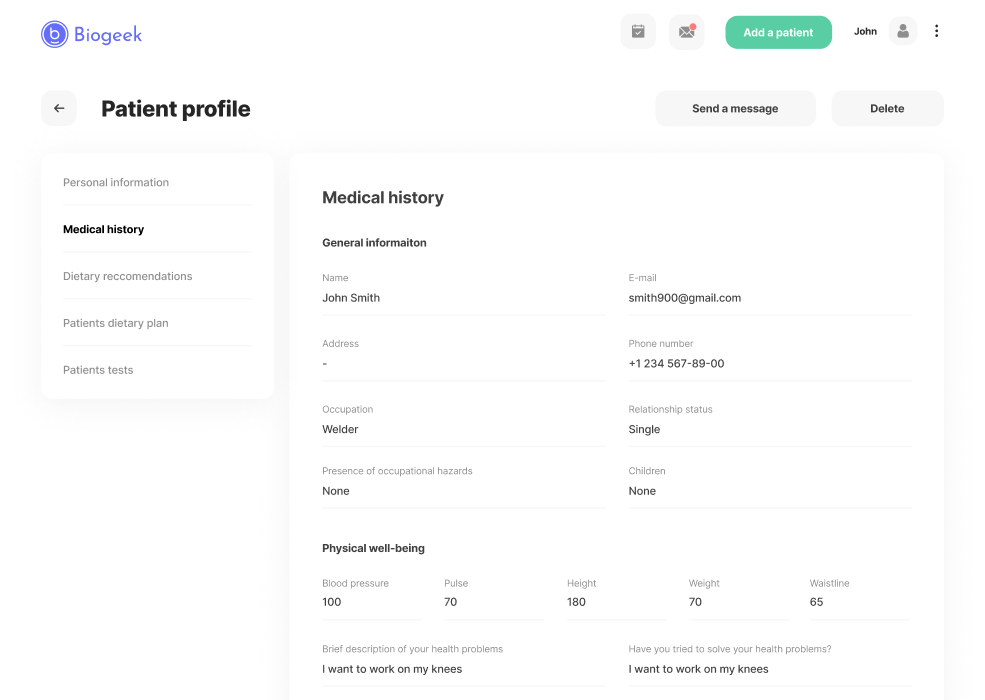 b Biogeek
Add a patient
John
Patient profile
Send a message
Delete
Personal information
Medical history
Dietary reccomendations
Patients dietary plan
Patients tests
Medical history
General informaiton
Name
John Smith
E-mail
smith900@gmail.com
Address
-
Phone number
+1 234 567-89-00
Occupation
Welder
Relationship status
Single
Presence of occupational hazards
None
Children
None
Physical well-being
Blood pressure
100
Pulse
70
Height
180
Weight
70
Waistline
65
Brief description of your health problems
I want to work on my knees
Have you tried to solve your health problems?
I want to work on my knees